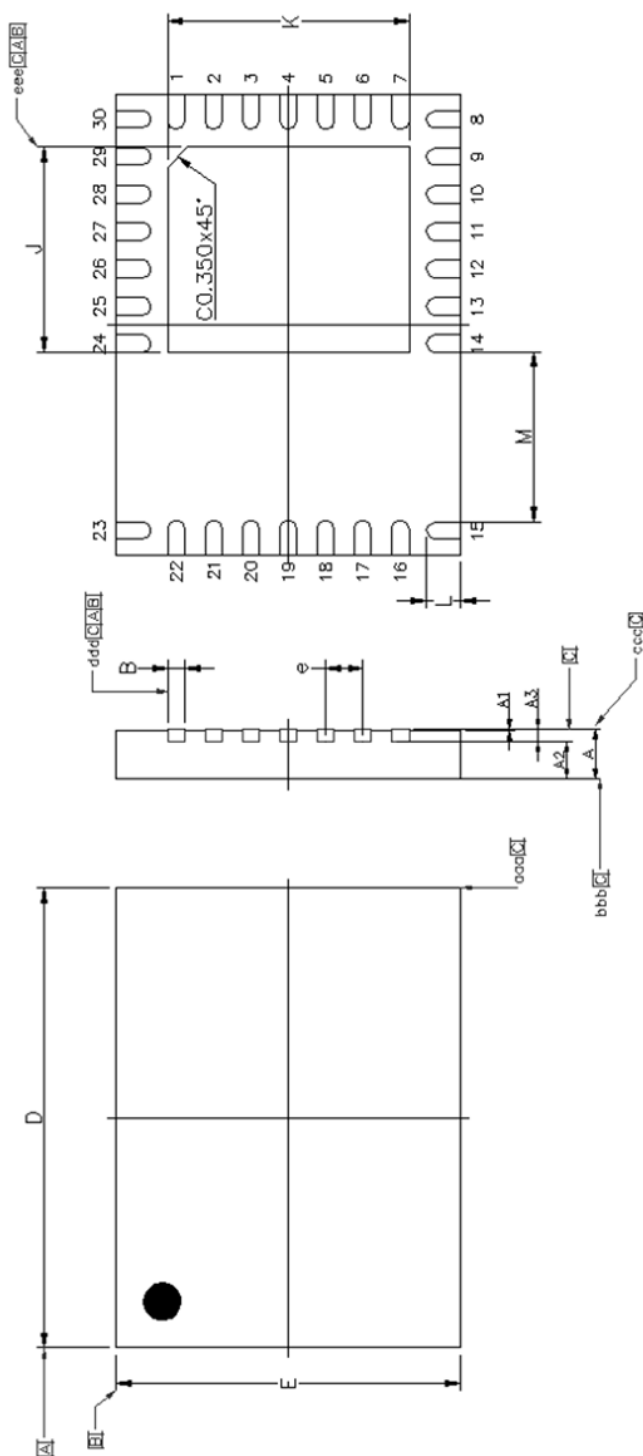 eee C A B
K
1 2 3 4 5 6 7
30 29 28 27 26 25 24 23
J
C0.350x45°
8 9 10 11 12 13 14 15
M
L
22 21 20 19 18 17 16
ddd C A B
B
e
A1
A3
C
ccc C
A2
A
bbb C
aaa C
D
E
A
B